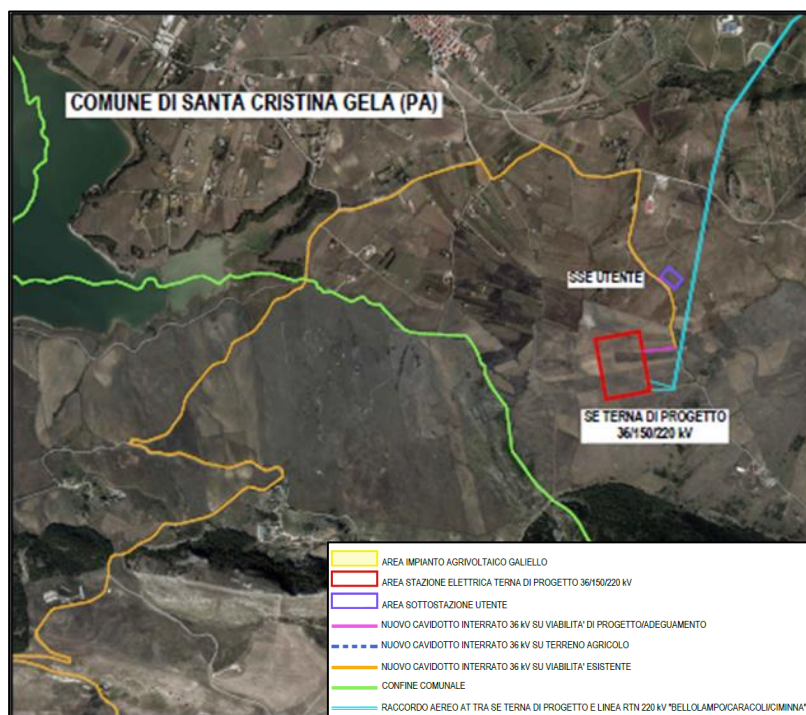 COMUNE DI SANTA CRISTINA GELA (PA)
SSE UTENTE
SE TERNA DI PROGETTO
36/150/220 kV
AREA IMPIANTO AGRIVOLTAICO GALIELLO
AREA STAZIONE ELETTRICA TERNA DI PROGETTO 36/150/220 kV
AREA SOTTOSTAZIONE UTENTE
NUOVO CAVIDOTTO INTERRATO 36 kV SU VIABILITA' DI PROGETTO/ADEGUAMENTO
NUOVO CAVIDOTTO INTERRATO 36 kV SU TERRENO AGRICOLO
NUOVO CAVIDOTTO INTERRATO 36 kV SU VIABILITA' ESISTENTE
CONFINE COMUNALE
RACCORDO AEREO AT TRA SE TERNA DI PROGETTO E LINEA RTN 220 kV "BELLOLAMPO/CARACOLI/CIMINNA"